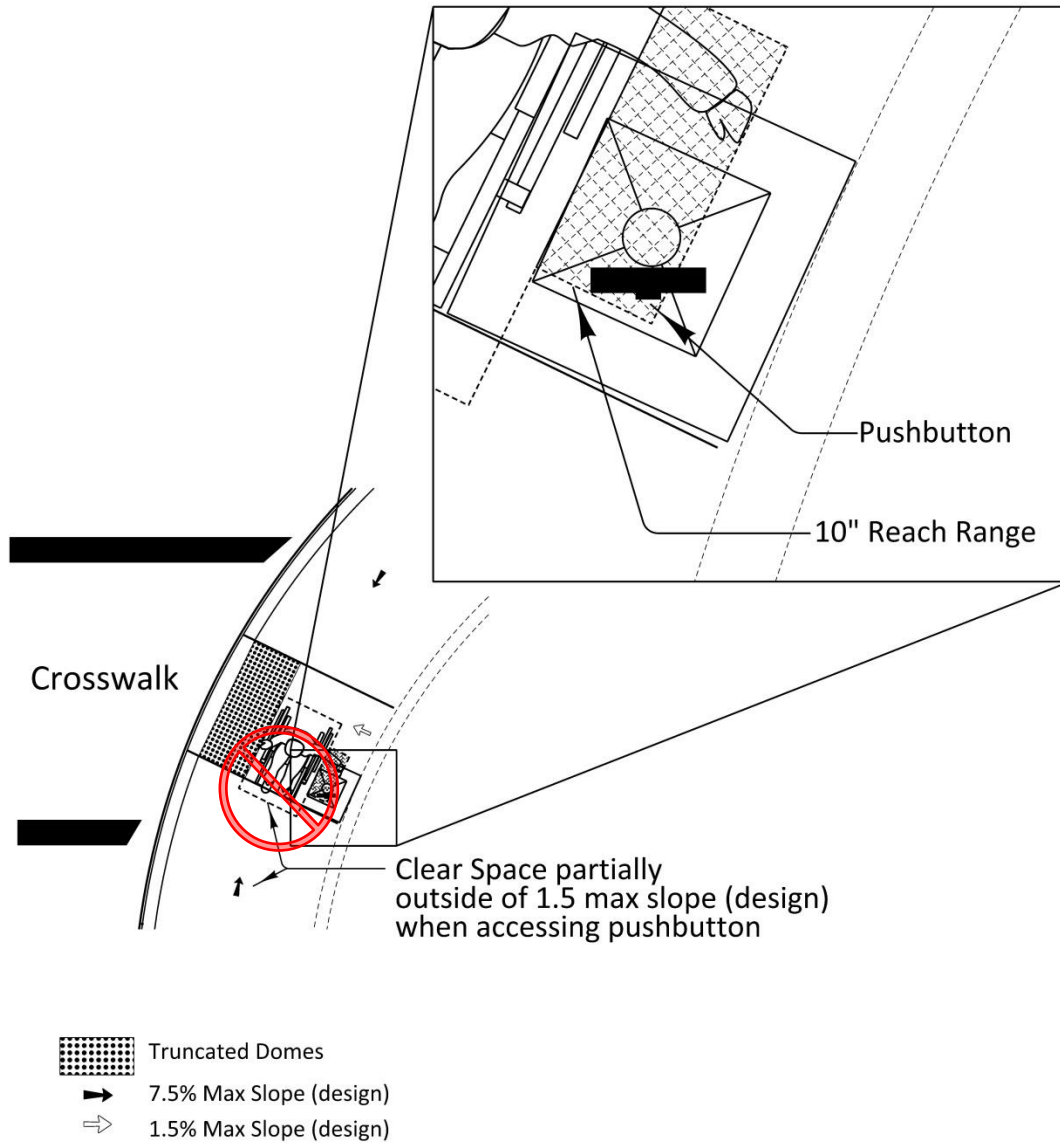 Pushbutton
10" Reach Range
Crosswalk
Clear Space partially
outside of 1.5 max slope (design)
when accessing pushbutton
Truncated Domes
7.5% Max Slope (design)
1.5% Max Slope (design)